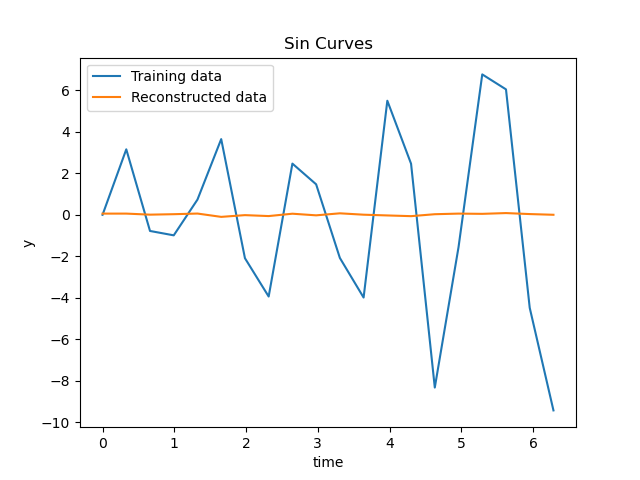 Sin Curves
Training data
Reconstructed data
6
4
2
0
−2
−4
−6
−8
−10
y
0 1 2 3 4 5 6
time